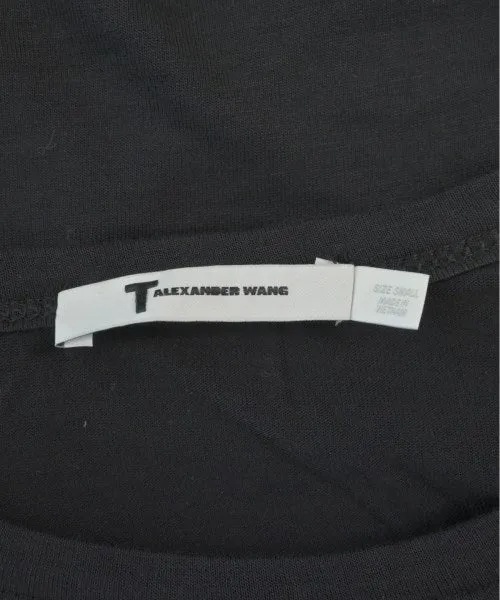 T ALEXANDER WANG
SIZE SMALL
MADE IN
VIETNAM